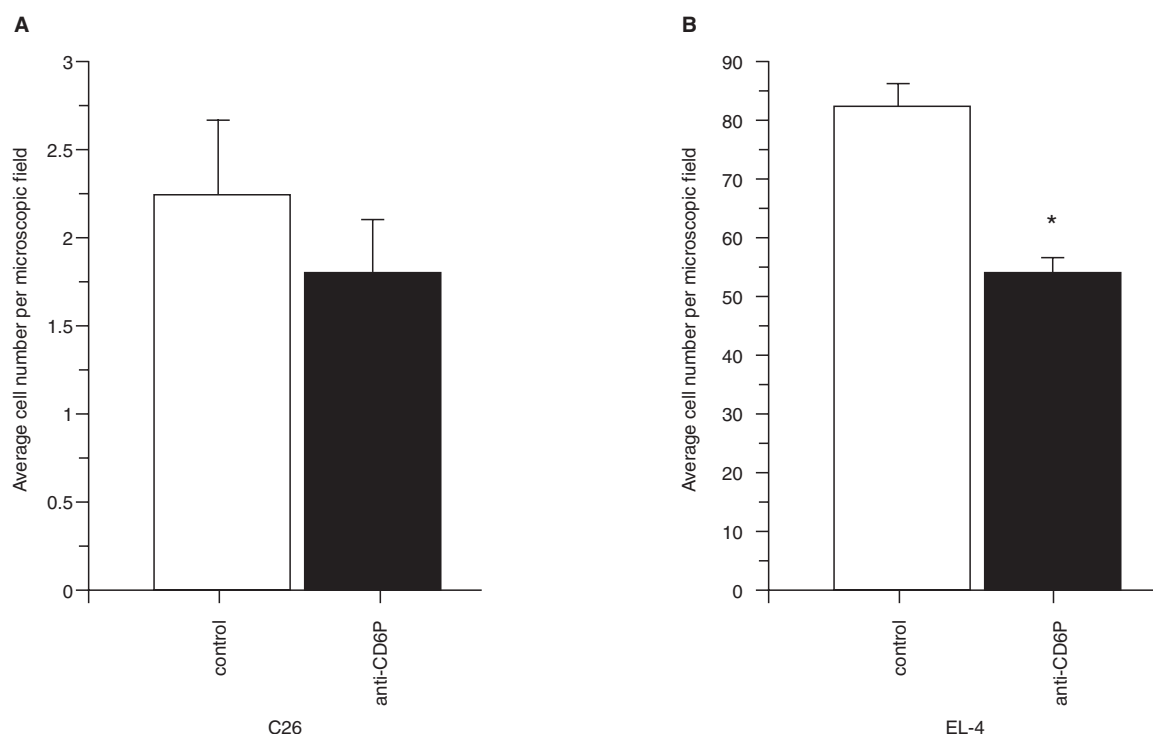 A
Average cell number per microscopic field
3
2.5
2
1.5
1
0.5
0
control
anti-CD6P
C26
B
Average cell number per microscopic field
90
80
70
60
50
40
30
20
10
0
*
control
anti-CD6P
EL-4